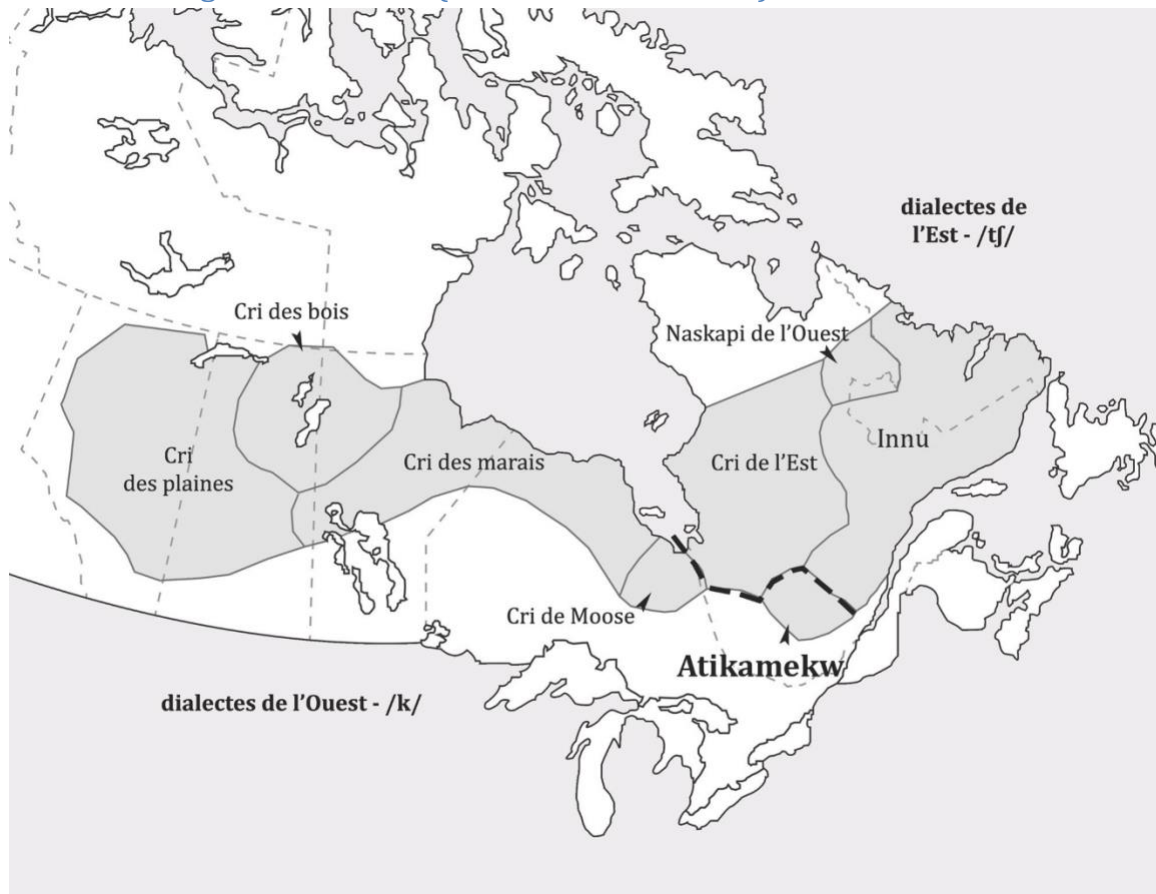 dialectes de
l'Est - /tʃ/
Cri des bois
Naskapi de l'Ouest
Innu
Cri
des plaines
Cri des marais
Cri de l'Est
Cri de Moose
Atikamekw
dialectes de l'Ouest - /k/